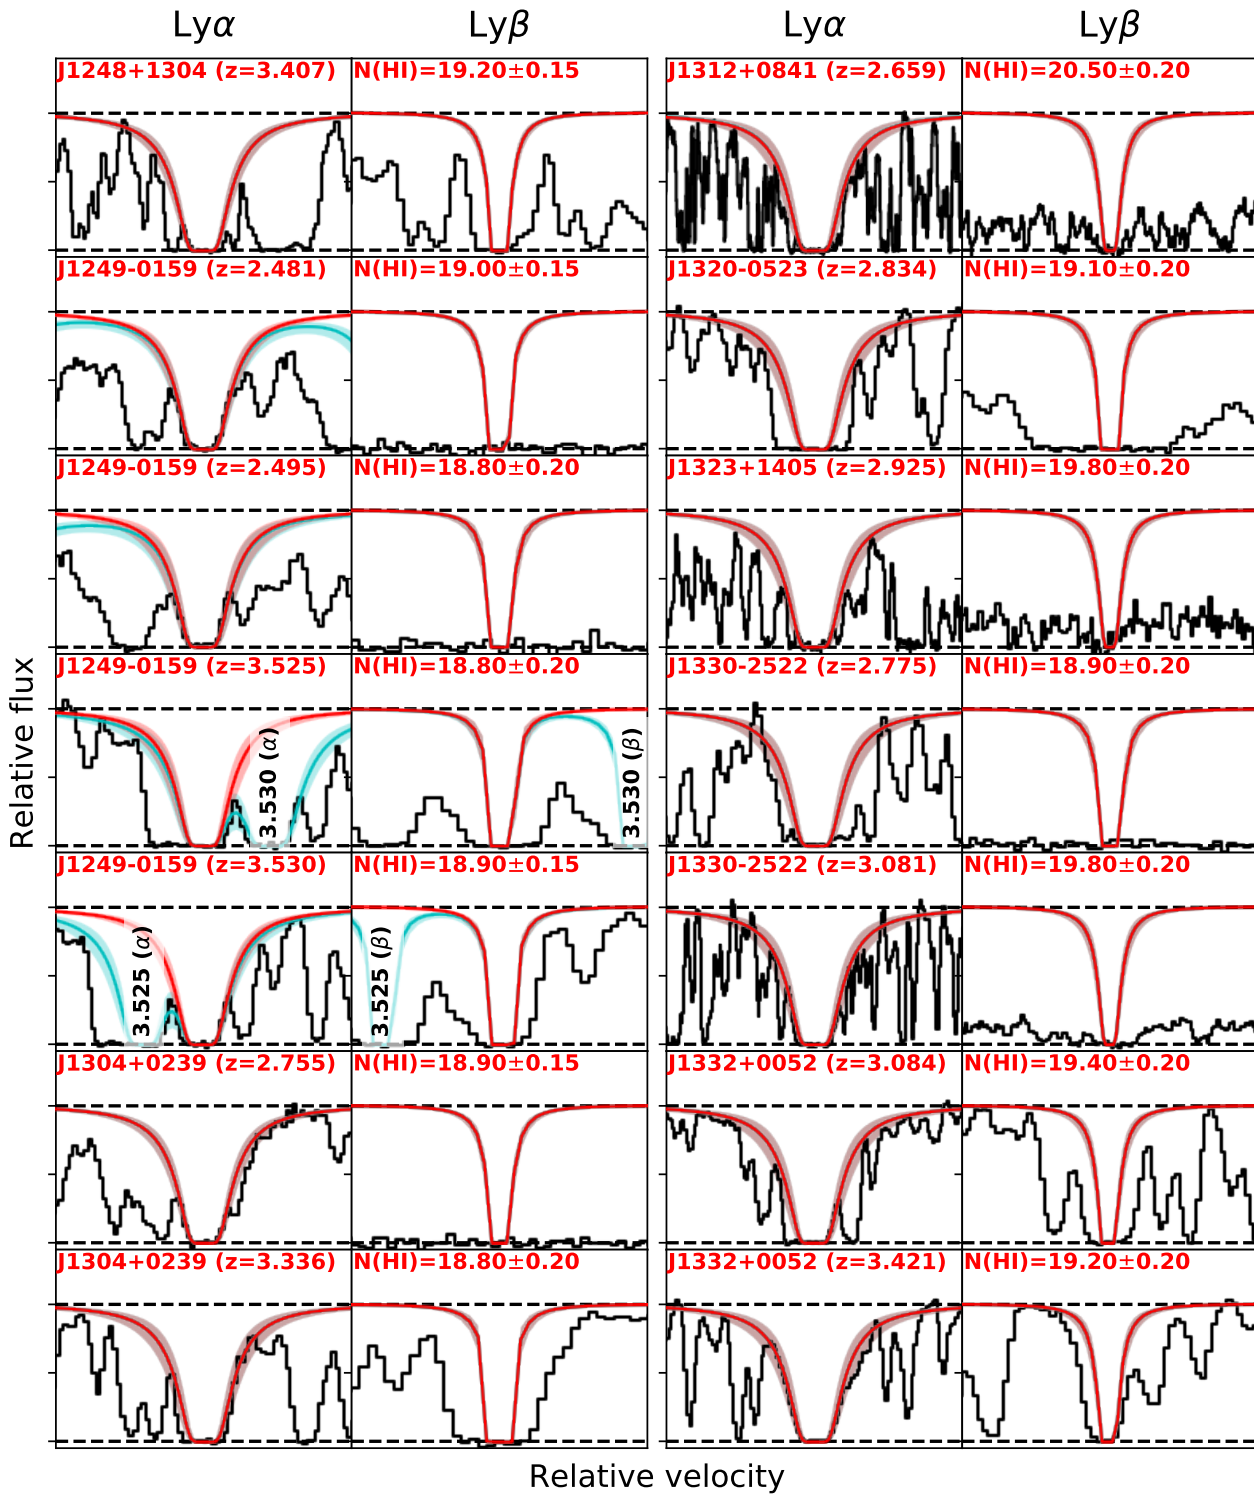 Lyα Lyβ Lyα Lyβ
J1248+1304 (z=3.407) N(HI)=19.20±0.15 J1312+0841 (z=2.659) N(HI)=20.50±0.20
J1249-0159 (z=2.481) N(HI)=19.00±0.15 J1320-0523 (z=2.834) N(HI)=19.10±0.20
J1249-0159 (z=2.495) N(HI)=18.80±0.20 J1323+1405 (z=2.925) N(HI)=19.80±0.20
J1249-0159 (z=3.525) N(HI)=18.80±0.20 J1330-2522 (z=2.775) N(HI)=18.90±0.20
3.530 (α) 3.530 (β)
Relative flux
J1249-0159 (z=3.530) N(HI)=18.90±0.15 J1330-2522 (z=3.081) N(HI)=19.80±0.20
3.525 (α) 3.525 (β)
J1304+0239 (z=2.755) N(HI)=18.90±0.15 J1332+0052 (z=3.084) N(HI)=19.40±0.20
J1304+0239 (z=3.336) N(HI)=18.80±0.20 J1332+0052 (z=3.421) N(HI)=19.20±0.20
Relative velocity